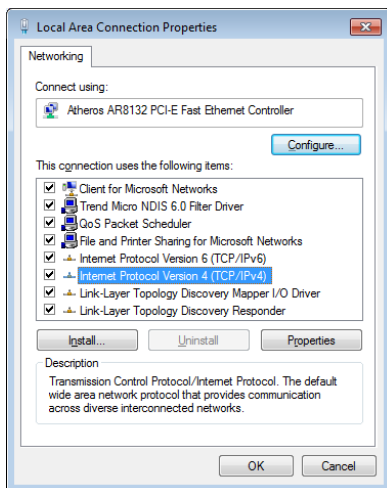 Local Area Connection Properties
Networking
Connect using:
Atheros AR8132 PCI-E Fast Ethernet Controller
Configure...
This connection uses the following items:
Client for Microsoft Networks
Trend Micro NDIS 6.0 Filter Driver
QoS Packet Scheduler
File and Printer Sharing for Microsoft Networks
Internet Protocol Version 6 (TCP/IPv6)
Internet Protocol Version 4 (TCP/IPv4)
Link-Layer Topology Discovery Mapper I/O Driver
Link-Layer Topology Discovery Responder
Install... Uninstall Properties
Description
Transmission Control Protocol/Internet Protocol. The default
wide area network protocol that provides communication
across diverse interconnected networks.
OK Cancel